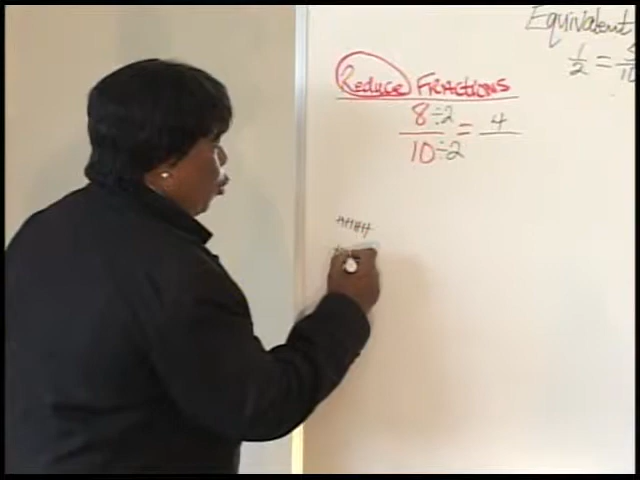 Equivalent
1/2 =
Reduce FRACTIONS
8÷2/10÷2 = 4/